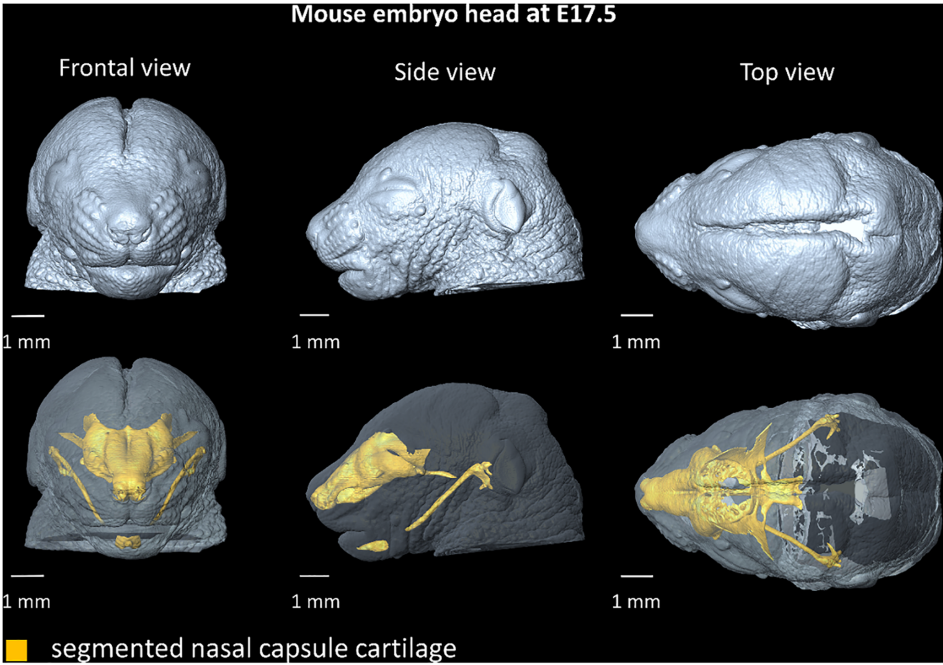 Mouse embryo head at E17.5
Frontal view
Side view
Top view
1 mm
1 mm
1 mm
1 mm
1 mm
1 mm
segmented nasal capsule cartilage